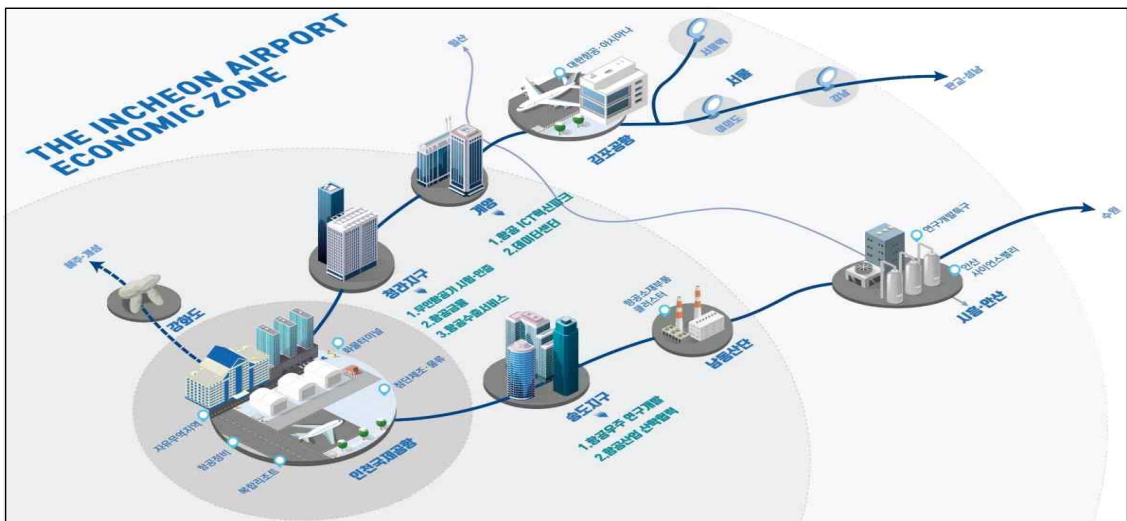 THE INCHEON AIRPORT
ECONOMIC ZONE
일산
대한항공·아시아나
서울
여의도
강남
판교·성남
김포공항
계양
1.항공 ICT혁신파크
2.데이터센터
청라지구
1.무인항공기 시험·인증
2.항공금융
3.항공수출서비스
해주·개성
강화도
화물터미널
첨단제조·물류
자유무역지역
항공정비
복합리조트
인천국제공항
송도지구
1.항공우주 연구개발
2.항공산업 산학협력
항공소재부품
클러스터
남동산단
연구개발특구
안산
사이언스밸리
시흥·안산
수원